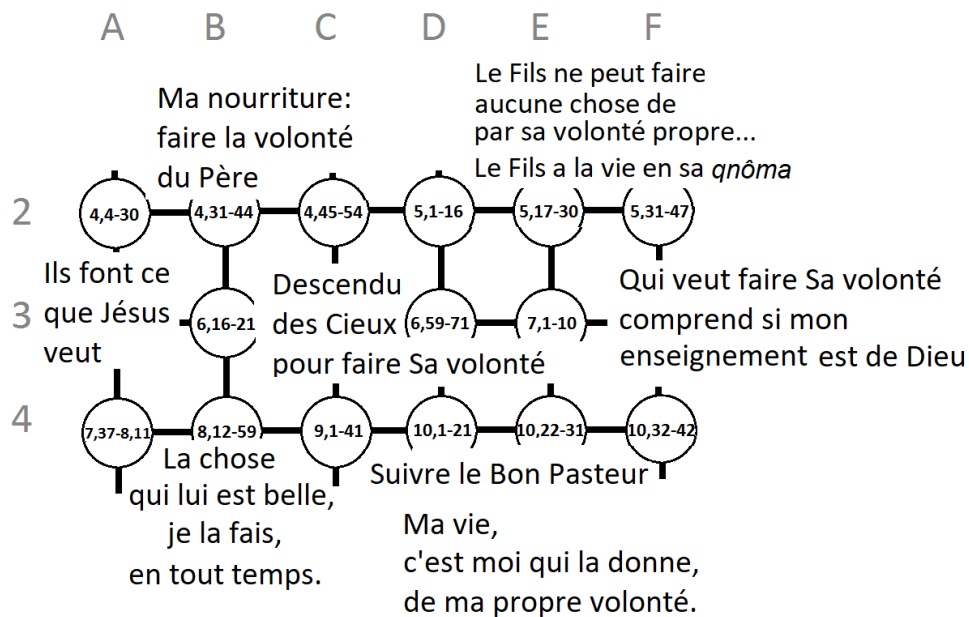 A B C D E F
Le Fils ne peut faire
aucune chose de
par sa volonté propre...
Le Fils a la vie en sa qnôma
Ma nourriture:
faire la volonté
du Père
2
4,4-30 4,31-44 4,45-54 5,1-16 5,17-30 5,31-47
Ils font ce
que Jésus
veut
3
6,16-21
Descendu
des Cieux
pour faire Sa volonté
6,59-71 7,1-10
Qui veut faire Sa volonté
comprend si mon
enseignement est de Dieu
4
7,37-8,11 8,12-59 9,1-41 10,1-21 10,22-31 10,32-42
La chose
qui lui est belle,
je la fais,
en tout temps.
Suivre le Bon Pasteur
Ma vie,
c'est moi qui la donne,
de ma propre volonté.